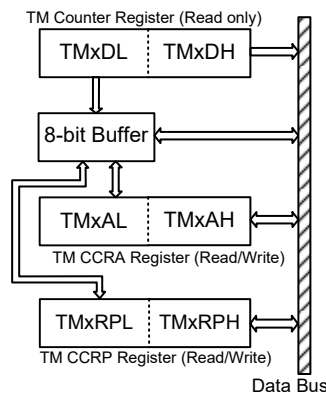 TM Counter Register (Read only)
TMxDL TMxDH
8-bit Buffer
TMxAL TMxAH
TM CCRA Register (Read/Write)
TMxRPL TMxRPH
TM CCRP Register (Read/Write)
Data Bus